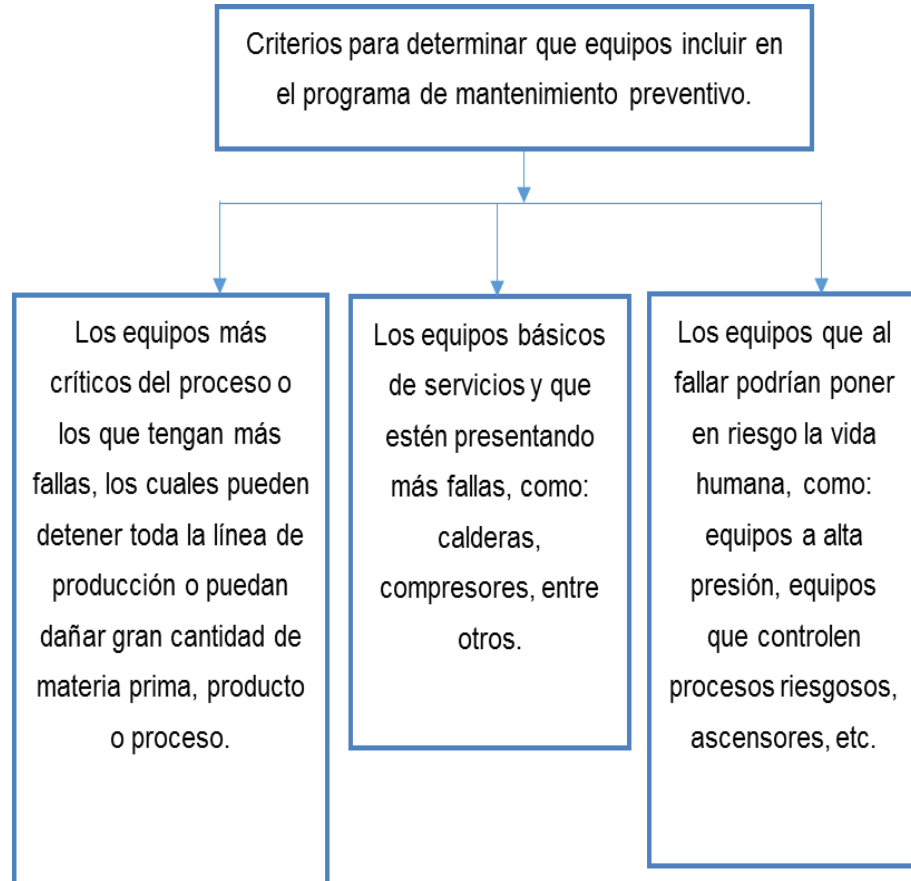 Criterios para determinar que equipos incluir en
el programa de mantenimiento preventivo.
Los equipos más
críticos del proceso o
los que tengan más
fallas, los cuales pueden
detener toda la línea de
producción o puedan
dañar gran cantidad de
materia prima, producto
o proceso.
Los equipos básicos
de servicios y que
estén presentando
más fallas, como:
calderas,
compresores, entre
otros.
Los equipos que al
fallar podrían poner
en riesgo la vida
humana, como:
equipos a alta
presión, equipos
que controlen
procesos riesgosos,
ascensores, etc.